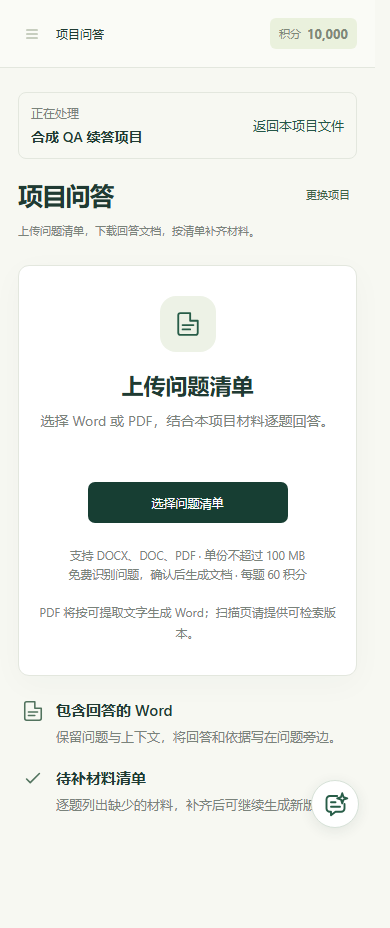 项目问答
积分 10,000
正在处理
合成 QA 续答项目
返回本项目文件
项目问答
更换项目
上传问题清单，下载回答文档，按清单补齐材料。
上传问题清单
选择 Word 或 PDF，结合本项目材料逐题回答。
选择问题清单
支持 DOCX、DOC、PDF · 单份不超过 100 MB
免费识别问题，确认后生成文档 · 每题 60 积分
PDF 将按可提取文字生成 Word；扫描页请提供可检索版
本。
包含回答的 Word
保留问题与上下文，将回答和依据写在问题旁边。
待补材料清单
逐题列出缺少的材料，补齐后可继续生成新